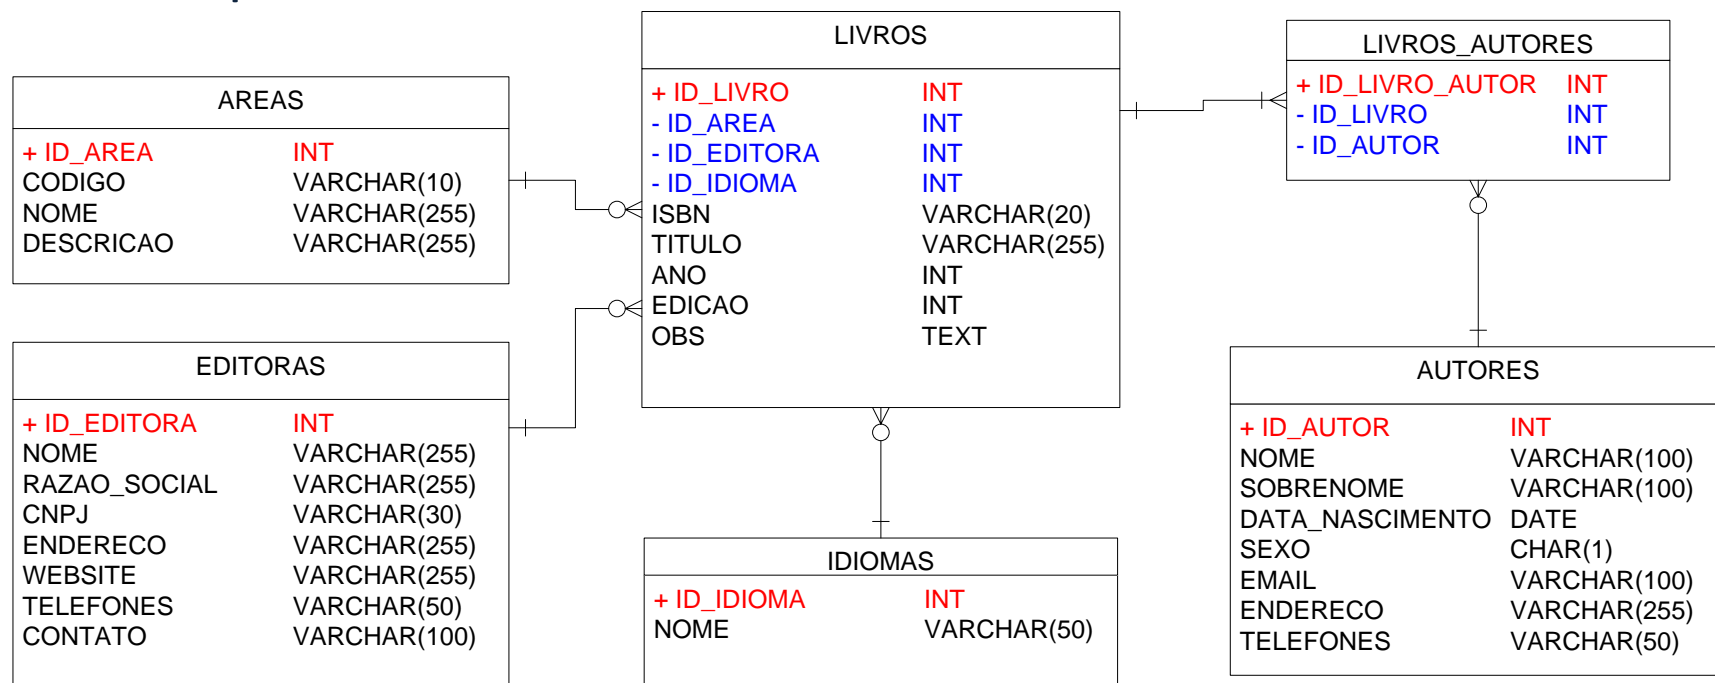 AREAS
+ ID_AREA INT
CODIGO VARCHAR(10)
NOME VARCHAR(255)
DESCRICAO VARCHAR(255)
EDITORAS
+ ID_EDITORA INT
NOME VARCHAR(255)
RAZAO_SOCIAL VARCHAR(255)
CNPJ VARCHAR(30)
ENDERECO VARCHAR(255)
WEBSITE VARCHAR(255)
TELEFONES VARCHAR(50)
CONTATO VARCHAR(100)
LIVROS
+ ID_LIVRO INT
- ID_AREA INT
- ID_EDITORA INT
- ID_IDIOMA INT
ISBN VARCHAR(20)
TITULO VARCHAR(255)
ANO INT
EDICAO INT
OBS TEXT
IDIOMAS
+ ID_IDIOMA INT
NOME VARCHAR(50)
LIVROS_AUTORES
+ ID_LIVRO_AUTOR INT
- ID_LIVRO INT
- ID_AUTOR INT
AUTORES
+ ID_AUTOR INT
NOME VARCHAR(100)
SOBRENOME VARCHAR(100)
DATA_NASCIMENTO DATE
SEXO CHAR(1)
EMAIL VARCHAR(100)
ENDERECO VARCHAR(255)
TELEFONES VARCHAR(50)